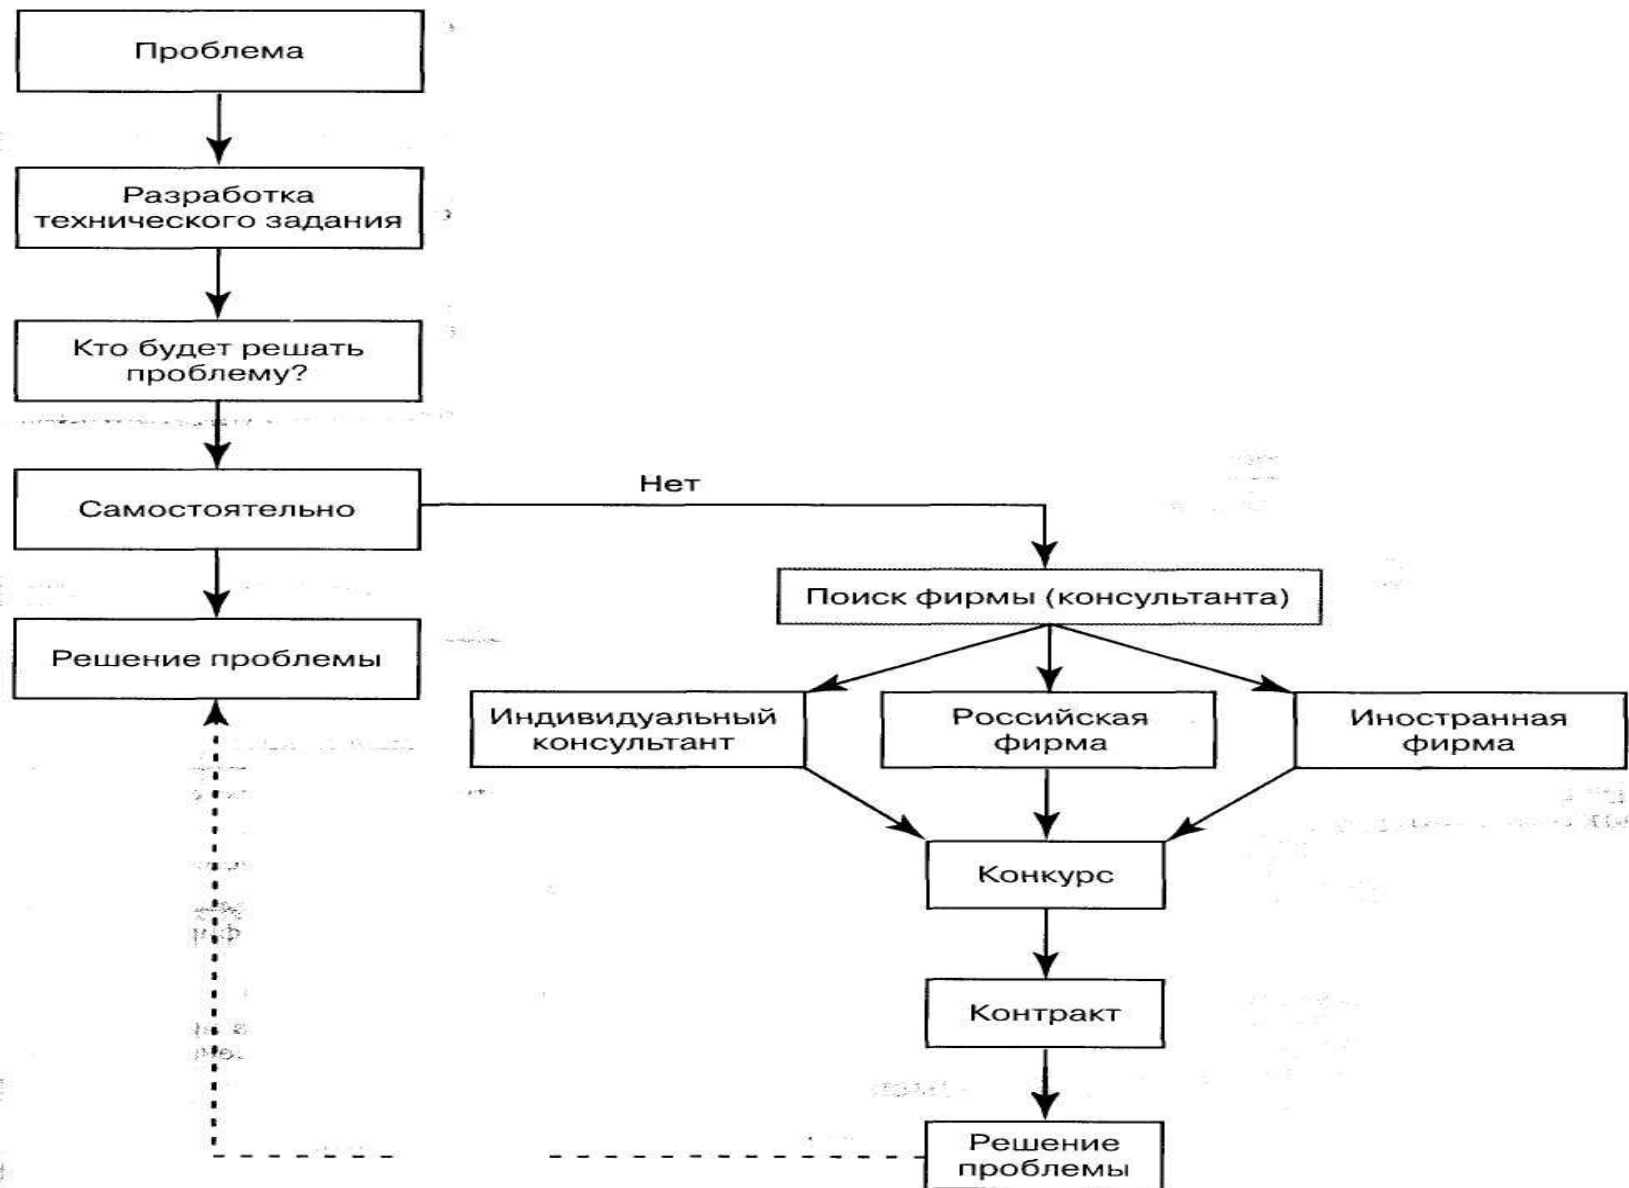 Проблема
Разработка
технического задания
Кто будет решать
проблему?
Самостоятельно
Нет
Поиск фирмы (консультанта)
Решение проблемы
Индивидуальный
консультант
Российская
фирма
Иностранная
фирма
Конкурс
Контракт
Решение
проблемы